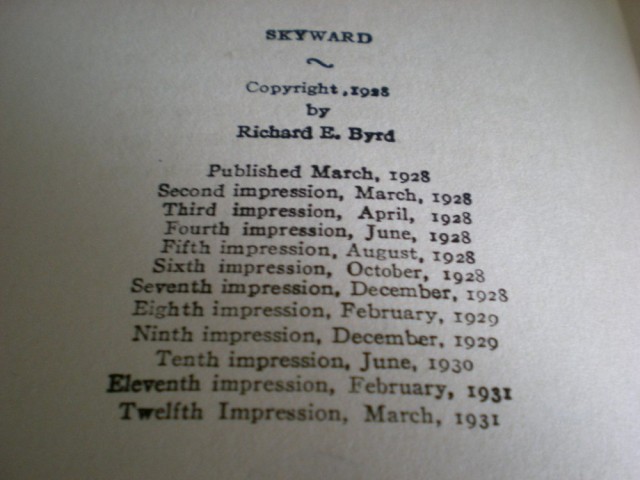 SKYWARD
Copyright, 1928
by
Richard E. Byrd
Published March, 1928
Second impression, March, 1928
Third impression, April, 1928
Fourth impression, June, 1928
Fifth impression, August, 1928
Sixth impression, October, 1928
Seventh impression, December, 1928
Eighth impression, February, 1929
Ninth impression, December, 1929
Tenth impression, June, 1930
Eleventh impression, February, 1931
Twelfth Impression, March, 1931